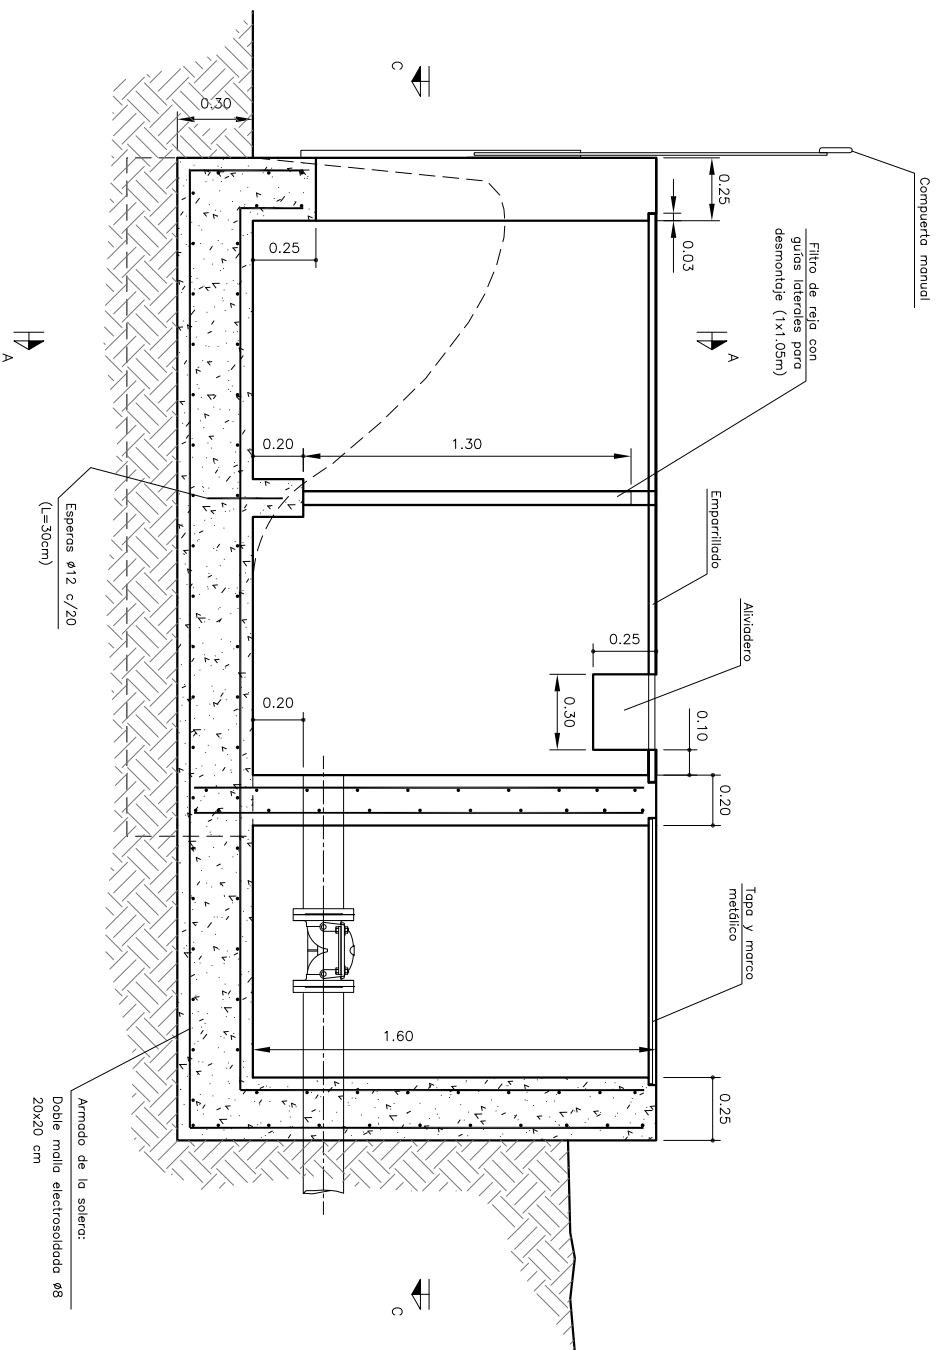 Compuerta manual
C
0.30
0.25
0.03
Filtro de reja con
guías laterales para
desmontaje (1x1.05m)
0.25
A
A
0.20
1.30
Esperas ø12 c/20
(L=30cm)
Emparrillado
Aliviadero
0.25
0.30
0.10
0.20
0.20
Tapa y marco
metálico
1.60
0.25
Armado de la solera:
Doble malla electrosoldada ø8
20x20 cm
C